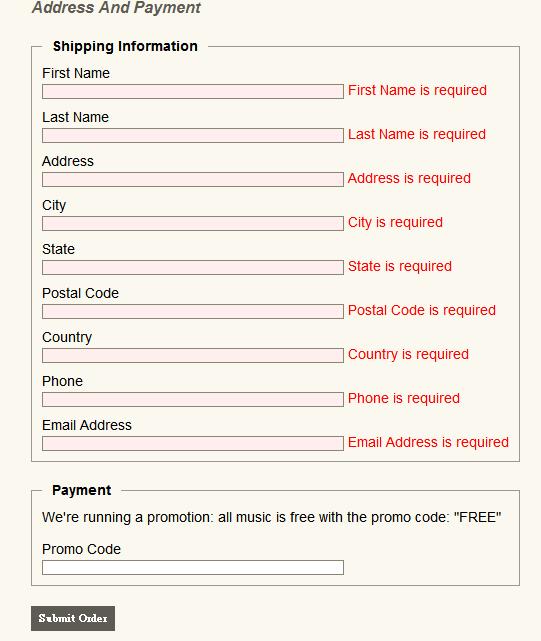 Address And Payment
Shipping Information
First Name
First Name is required
Last Name
Last Name is required
Address
Address is required
City
City is required
State
State is required
Postal Code
Postal Code is required
Country
Country is required
Phone
Phone is required
Email Address
Email Address is required
Payment
We're running a promotion: all music is free with the promo code: "FREE"
Promo Code
Submit Order